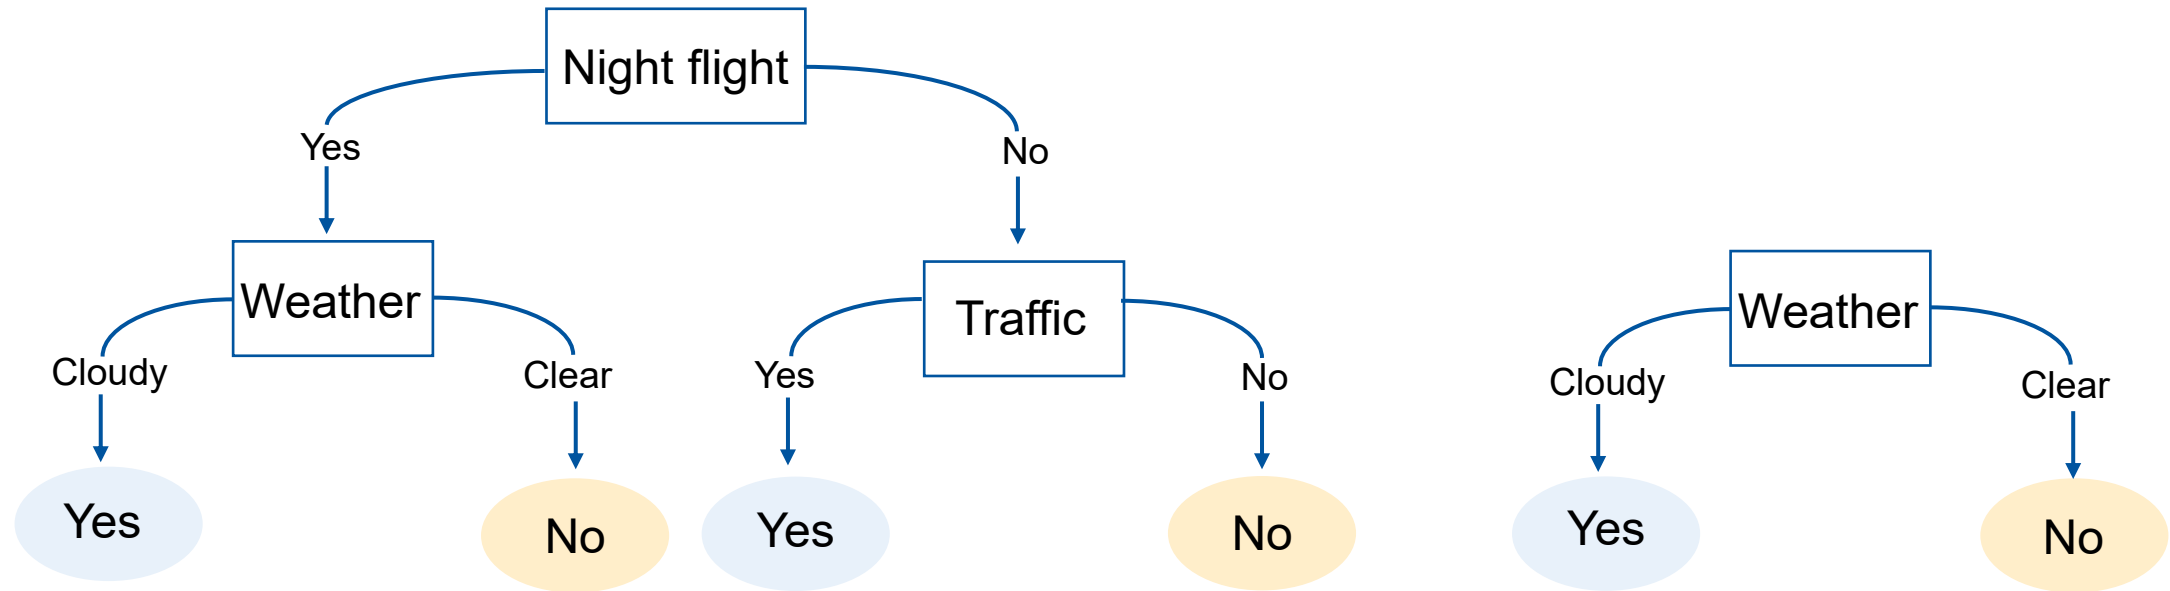 Night flight
Yes
No
Weather
Traffic
Weather
Cloudy
Clear
Yes
No
Cloudy
Clear
Yes
No
Yes
No
Yes
No